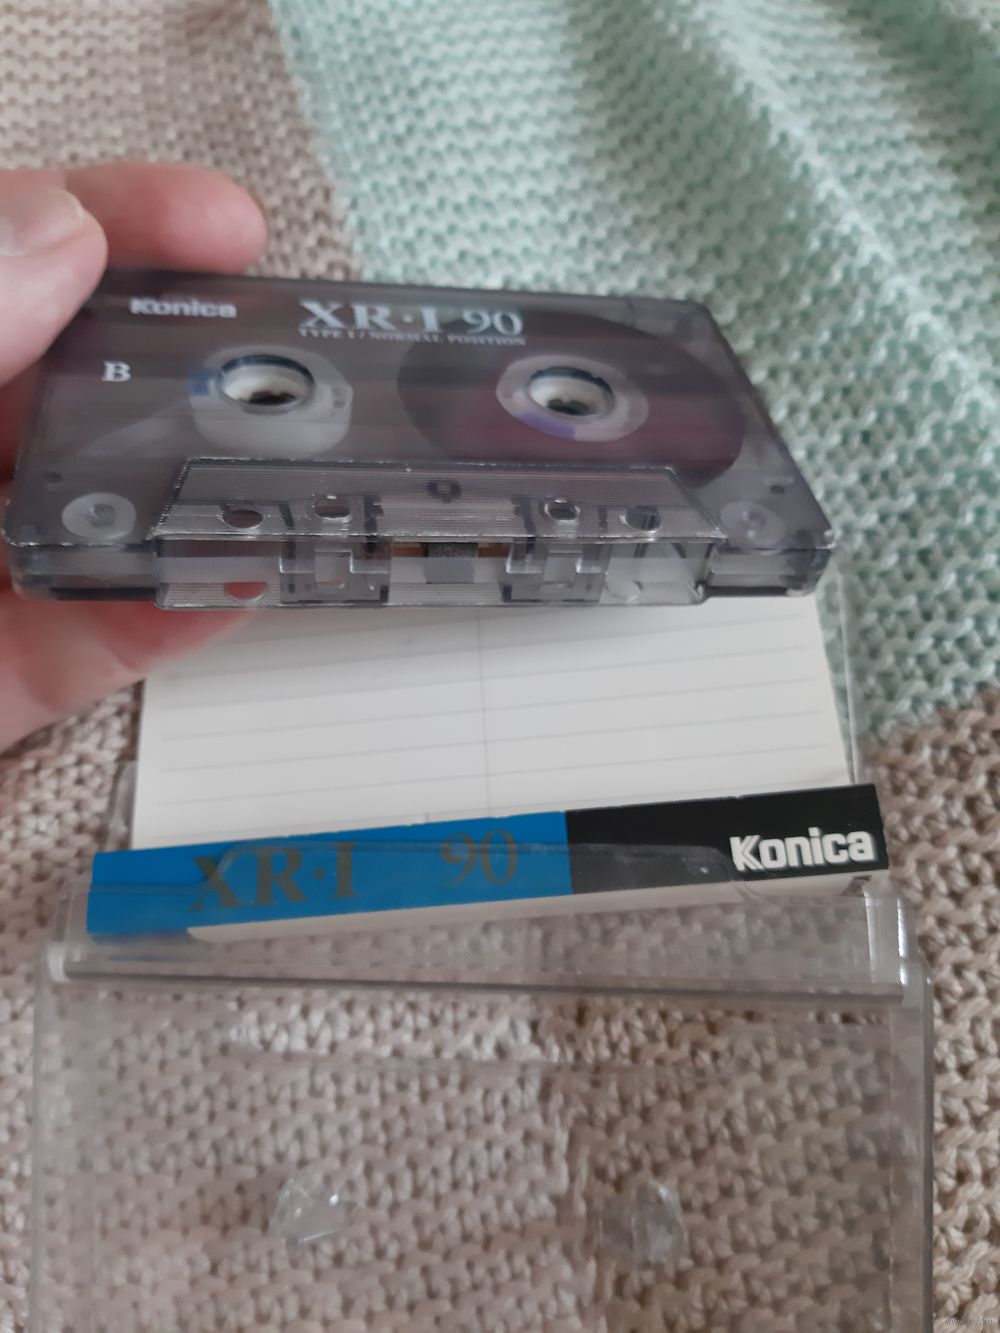 Konica XR·I 90
TYPE I / NORMAL POSITION
B
XR·I 90 Konica